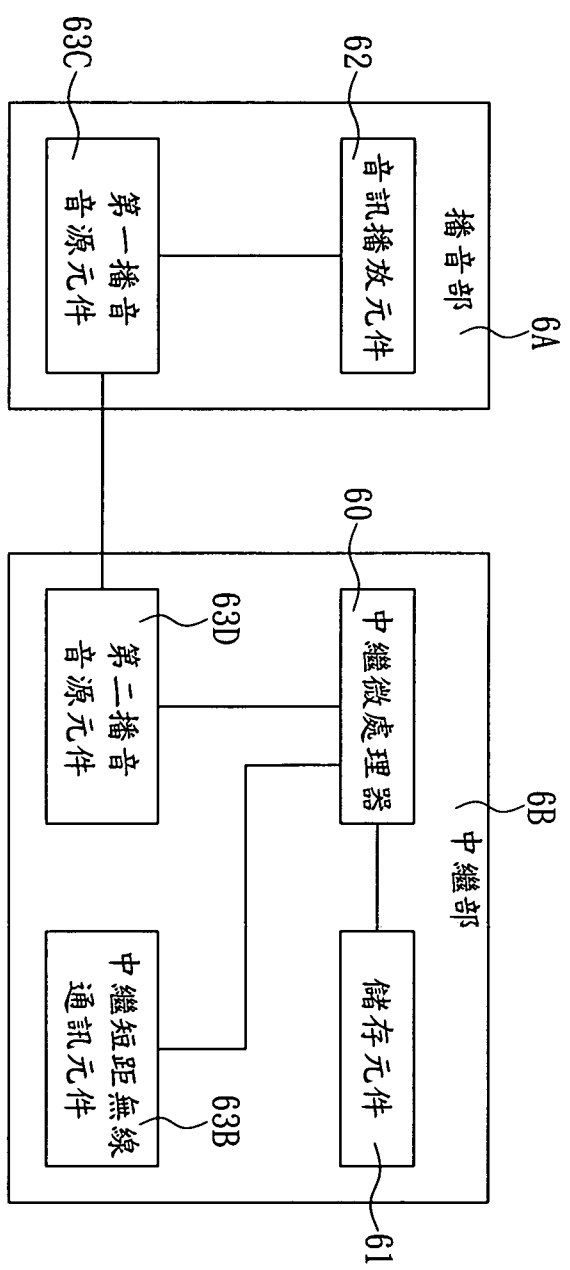 播音部
6A
62
音訊播放元件
63C
第一播音
音源元件
中繼部
6B
60
中繼微處理器
儲存元件
61
63D
第二播音
音源元件
中繼短距無線
通訊元件
63B